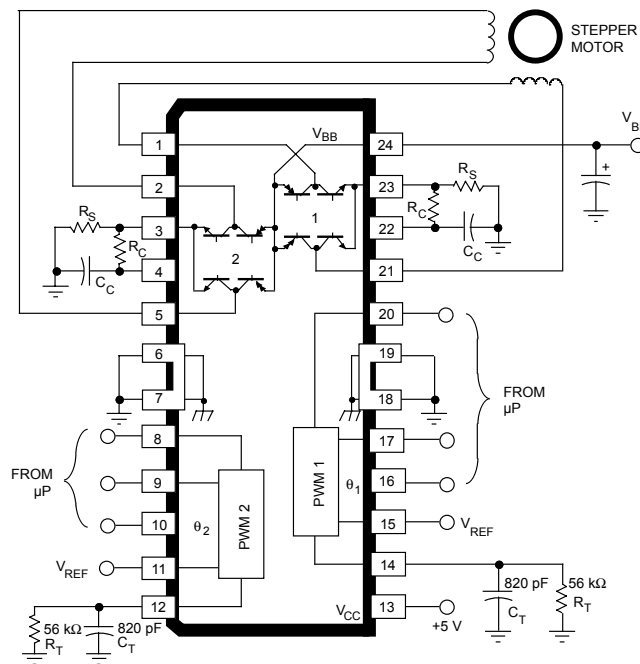 STEPPER
MOTOR
V_BB
1
24
V_B
+
2
23
R_S
R_S
1
R_C
3
22
R_C
2
C_C
4
21
C_C
5
20
6
19
FROM
µP
7
18
8
17
FROM
µP
9
θ_2
PWM 2
PWM 1
θ_1
16
10
15
V_REF
V_REF
11
14
12
V_CC
13
+5 V
56 kΩ
R_T
820 pF
C_T
820 pF
C_T
56 kΩ
R_T